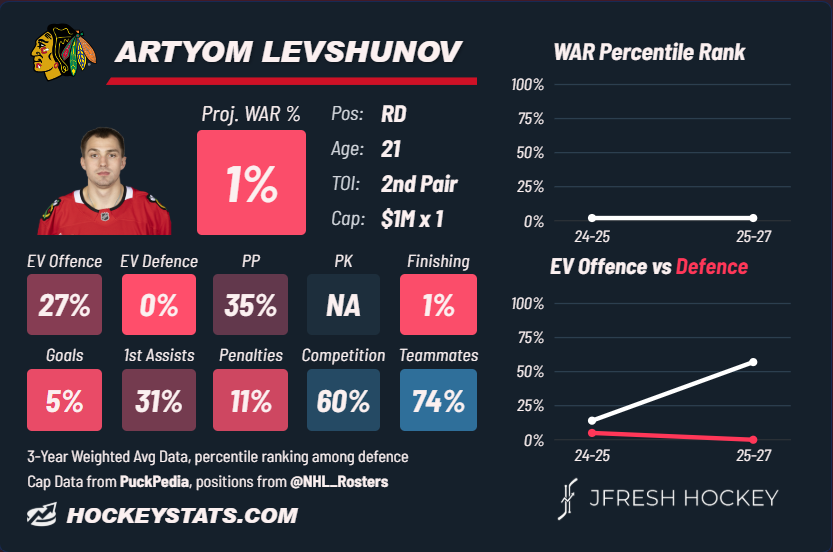 ARTYOM LEVSHUNOV
Proj. WAR %
1%
Pos: RD
Age: 21
TOI: 2nd Pair
Cap: $1M x 1
EV Offence EV Defence PP PK Finishing
27% 0% 35% NA 1%
Goals 1st Assists Penalties Competition Teammates
5% 31% 11% 60% 74%
3-Year Weighted Avg Data, percentile ranking among defence
Cap Data from PuckPedia, positions from @NHL_Rosters
HOCKEYSTATS.COM
WAR Percentile Rank
100%
75%
50%
25%
0%
24-25 25-27
EV Offence vs Defence
100%
75%
50%
25%
0%
24-25 25-27
JFRESH HOCKEY